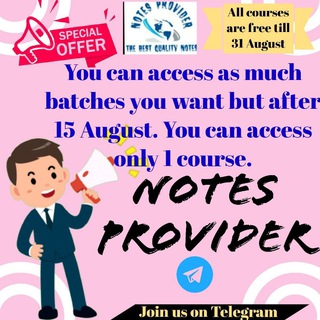 SPECIAL
OFFER
NOTES PROVIDER
THE BEST QUALITY NOTES
All courses
are free till
31 August
You can access as much
batches you want but after
15 August. You can access
only 1 course.
NOTES
PROVIDER
Join us on Telegram